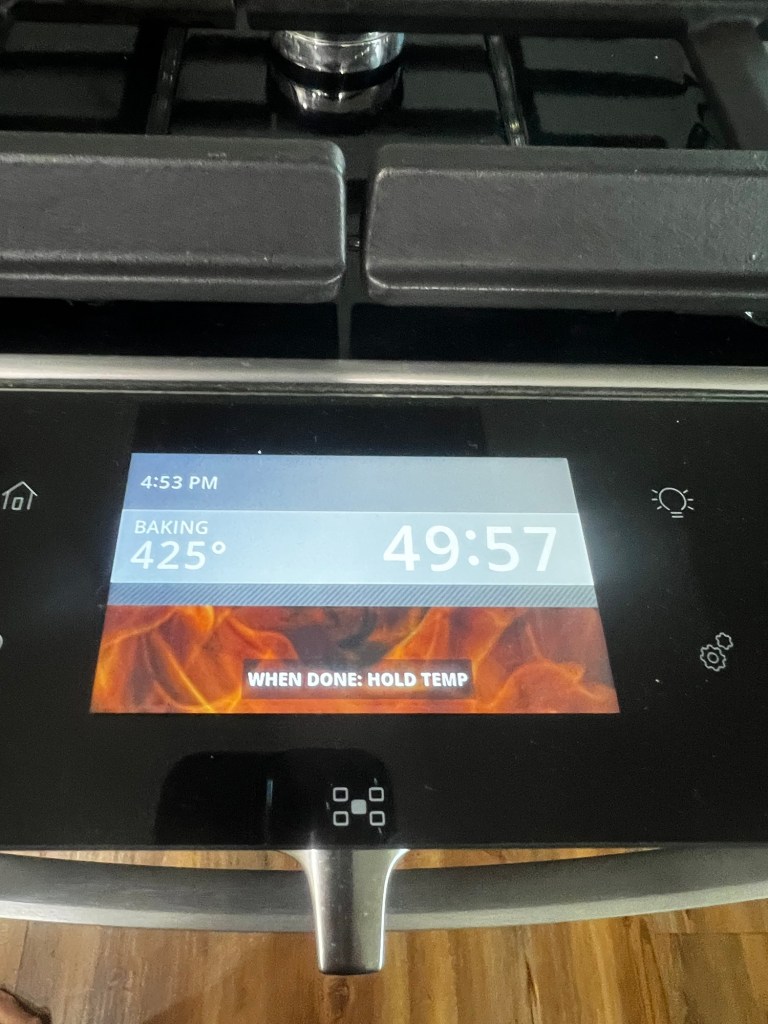 4:53 PM
BAKING
425° 49:57
WHEN DONE: HOLD TEMP